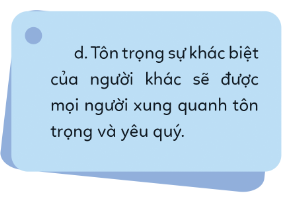 d. Tôn trọng sự khác biệt
của người khác sẽ được
mọi người xung quanh tôn
trọng và yêu quý.